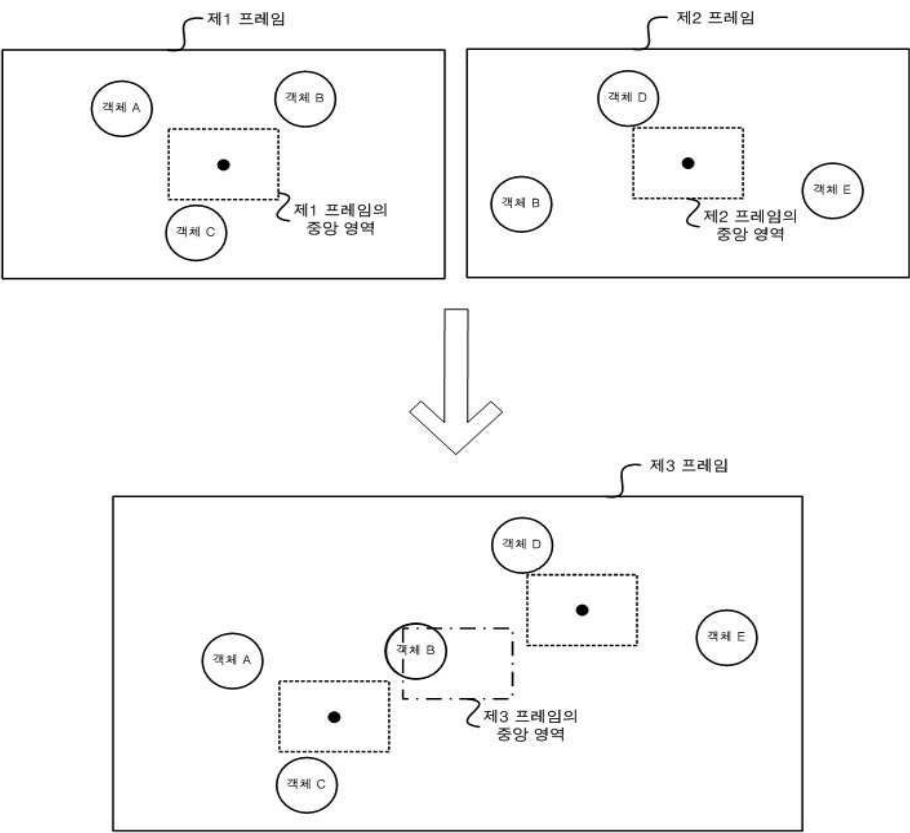 제1 프레임
객체 A
객체 B
제1 프레임의
중앙 영역
객체 C
제2 프레임
객체 D
객체 B
객체 E
제2 프레임의
중앙 영역
제3 프레임
객체 D
객체 E
객체 B
객체 A
제3 프레임의
중앙 영역
객체 C